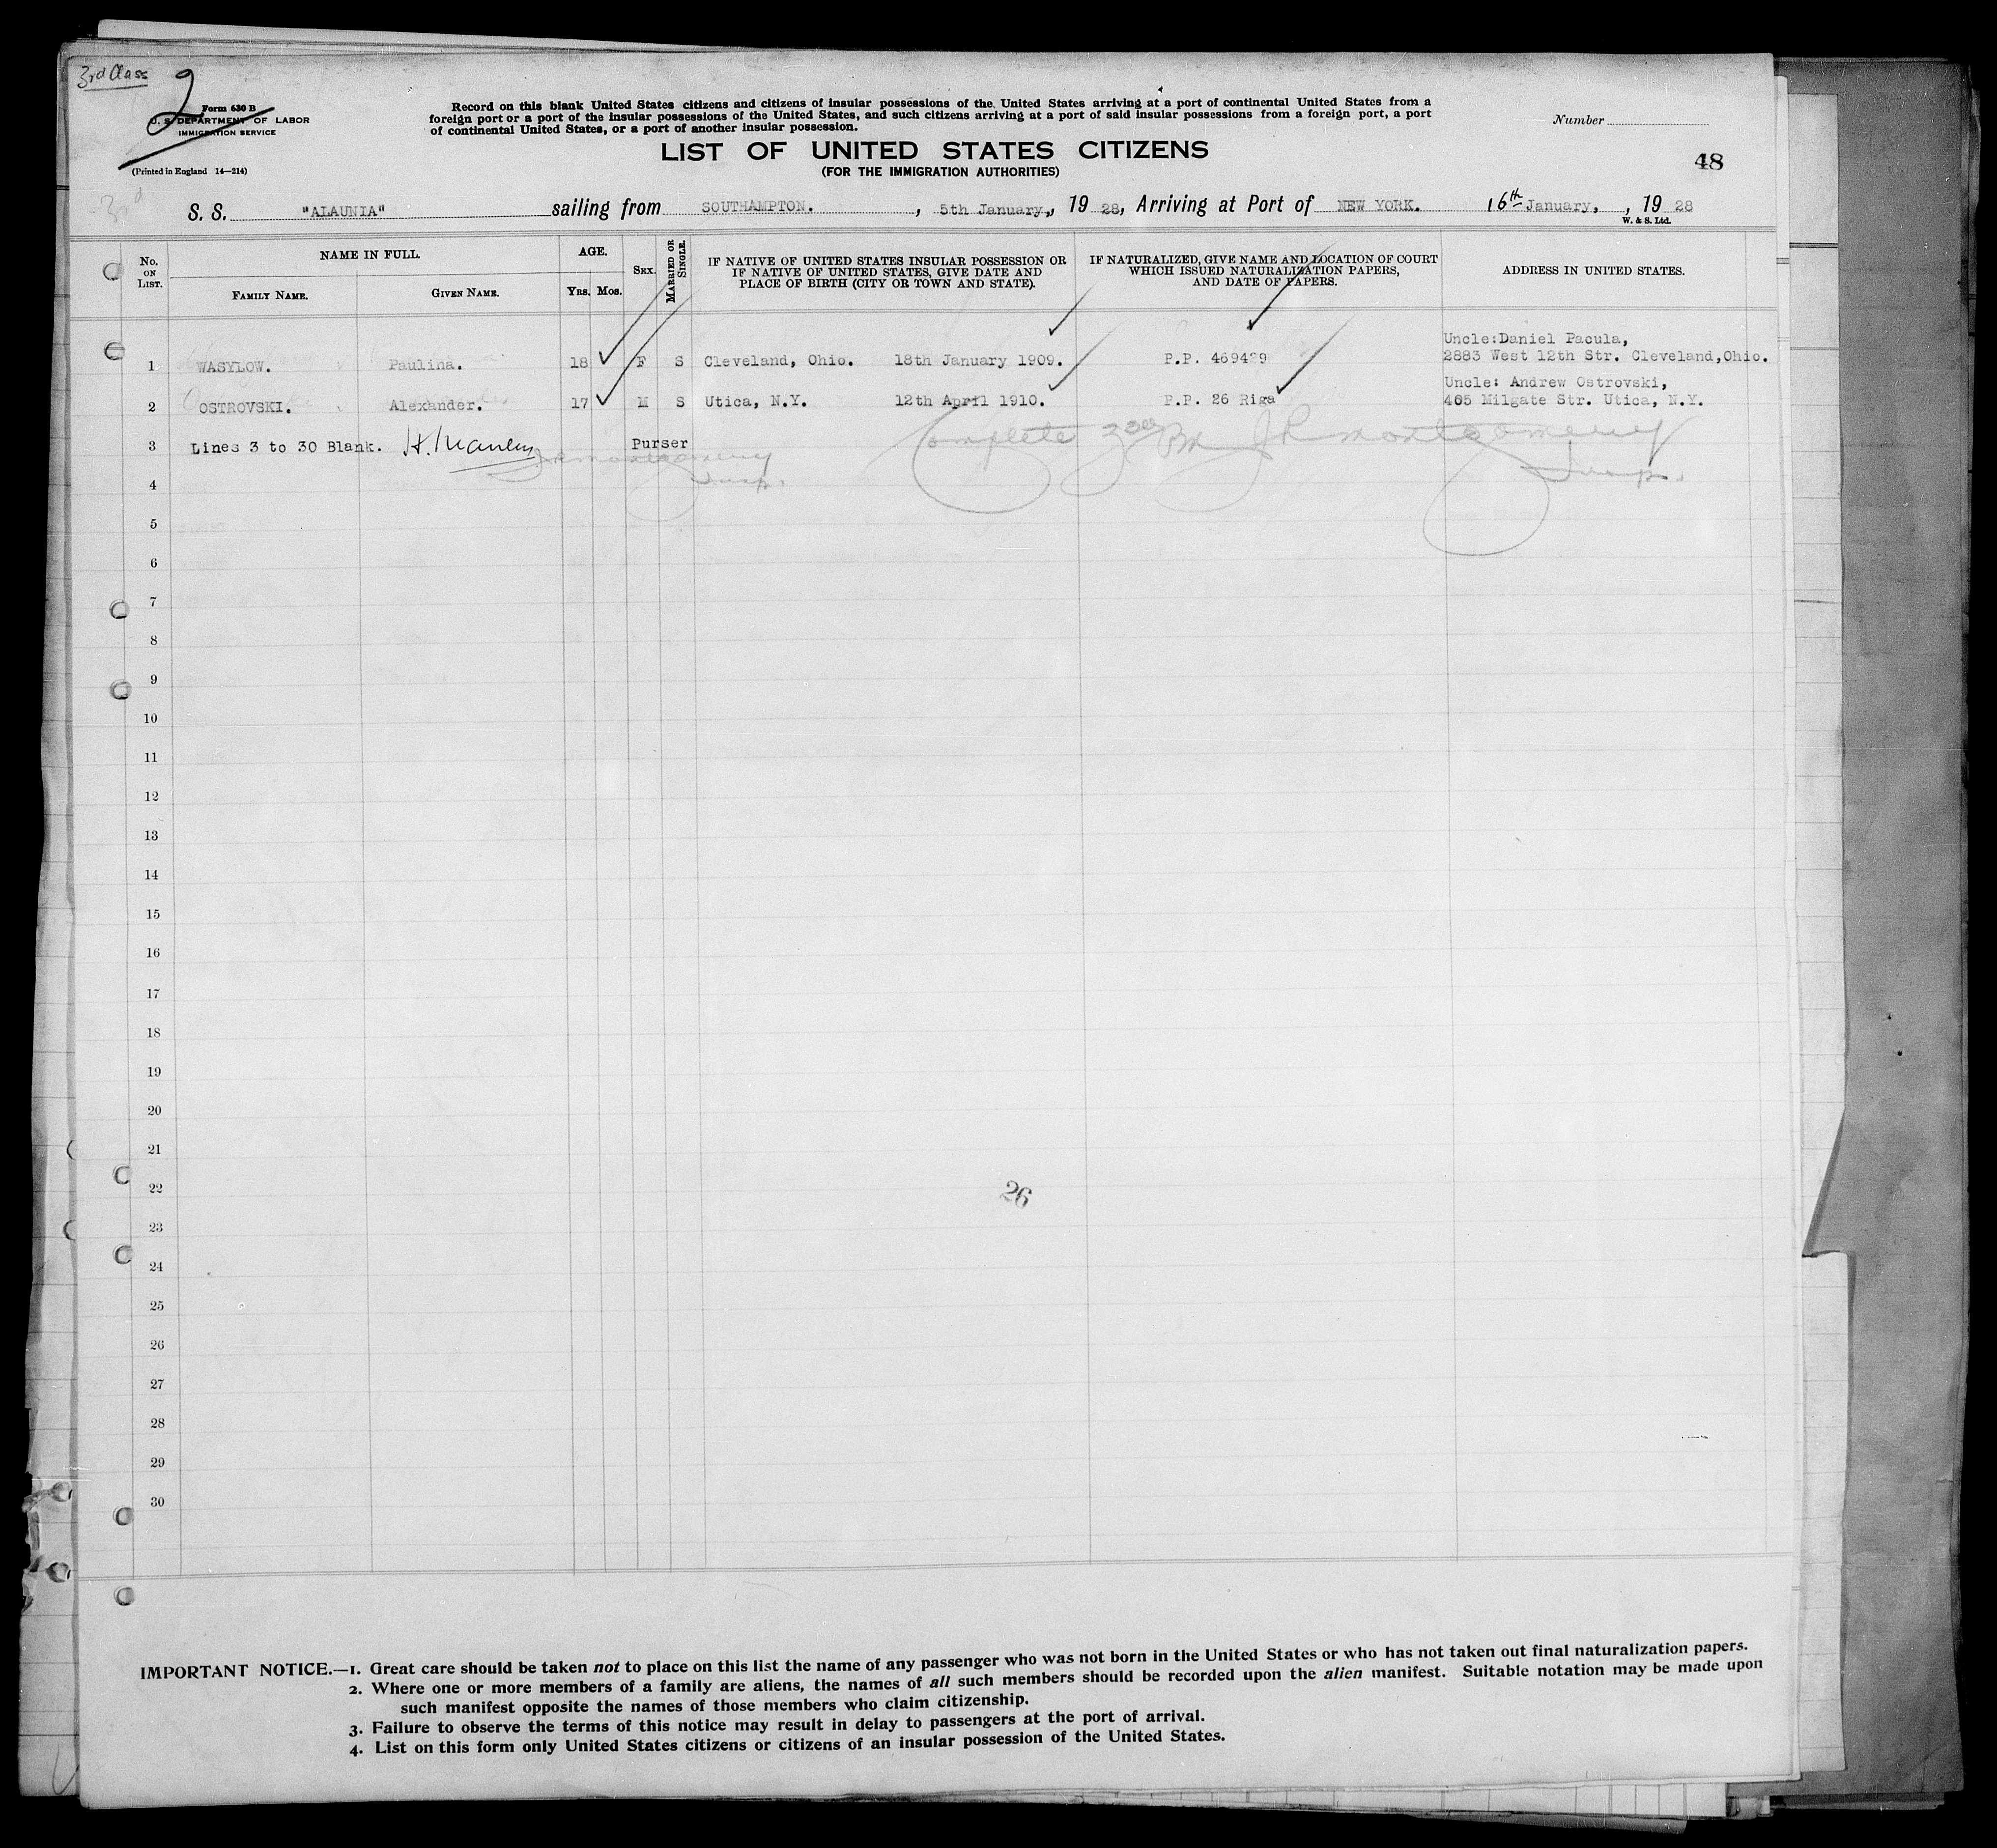 3rd Class
2
Form 630 B
U. S. DEPARTMENT OF LABOR
IMMIGRATION SERVICE
(Printed in England 14—214)
3rd
Record on this blank United States citizens and citizens of insular possessions of the United States arriving at a port of continental United States from a
foreign port or a port of the insular possessions of the United States, and such citizens arriving at a port of said insular possessions from a foreign port, a port
of continental United States, or a port of another insular possession.
Number
LIST OF UNITED STATES CITIZENS
(FOR THE IMMIGRATION AUTHORITIES)
48
S. S. "ALAUNIA" sailing from SOUTHAMPTON. , 5th January, , 19 28, Arriving at Port of NEW YORK. 16th January, , 19 28
W. & S. Ltd.
No. ON LIST.
NAME IN FULL.
FAMILY NAME. GIVEN NAME.
AGE.
YRS. MOS.
SEX.
MARRIED OR SINGLE.
IF NATIVE OF UNITED STATES INSULAR POSSESSION OR
IF NATIVE OF UNITED STATES, GIVE DATE AND
PLACE OF BIRTH (CITY OR TOWN AND STATE).
IF NATURALIZED, GIVE NAME AND LOCATION OF COURT
WHICH ISSUED NATURALIZATION PAPERS,
AND DATE OF PAPERS.
ADDRESS IN UNITED STATES.
Uncle:Daniel Pacula,
1 WASYLOW. Paulina. 18 F S Cleveland, Ohio. 18th January 1909. P.P. 469429 2883 West 12th Str. Cleveland,Ohio.
Uncle: Andrew Ostrovski,
2 OSTROVSKI. Alexander. 17 M S Utica, N.Y. 12th April 1910. P.P. 26 Riga 405 Milgate Str. Utica, N.Y.
3 Lines 3 to 30 Blank. Purser Complete JR Montgomery
JR Montgomery
4 Insp. Insp.
5
6
7
8
9
10
11
12
13
14
15
16
17
18
19
20
21
22
26
23
24
25
26
27
28
29
30
IMPORTANT NOTICE.—1. Great care should be taken not to place on this list the name of any passenger who was not born in the United States or who has not taken out final naturalization papers.
2. Where one or more members of a family are aliens, the names of all such members should be recorded upon the alien manifest. Suitable notation may be made upon
such manifest opposite the names of those members who claim citizenship.
3. Failure to observe the terms of this notice may result in delay to passengers at the port of arrival.
4. List on this form only United States citizens or citizens of an insular possession of the United States.